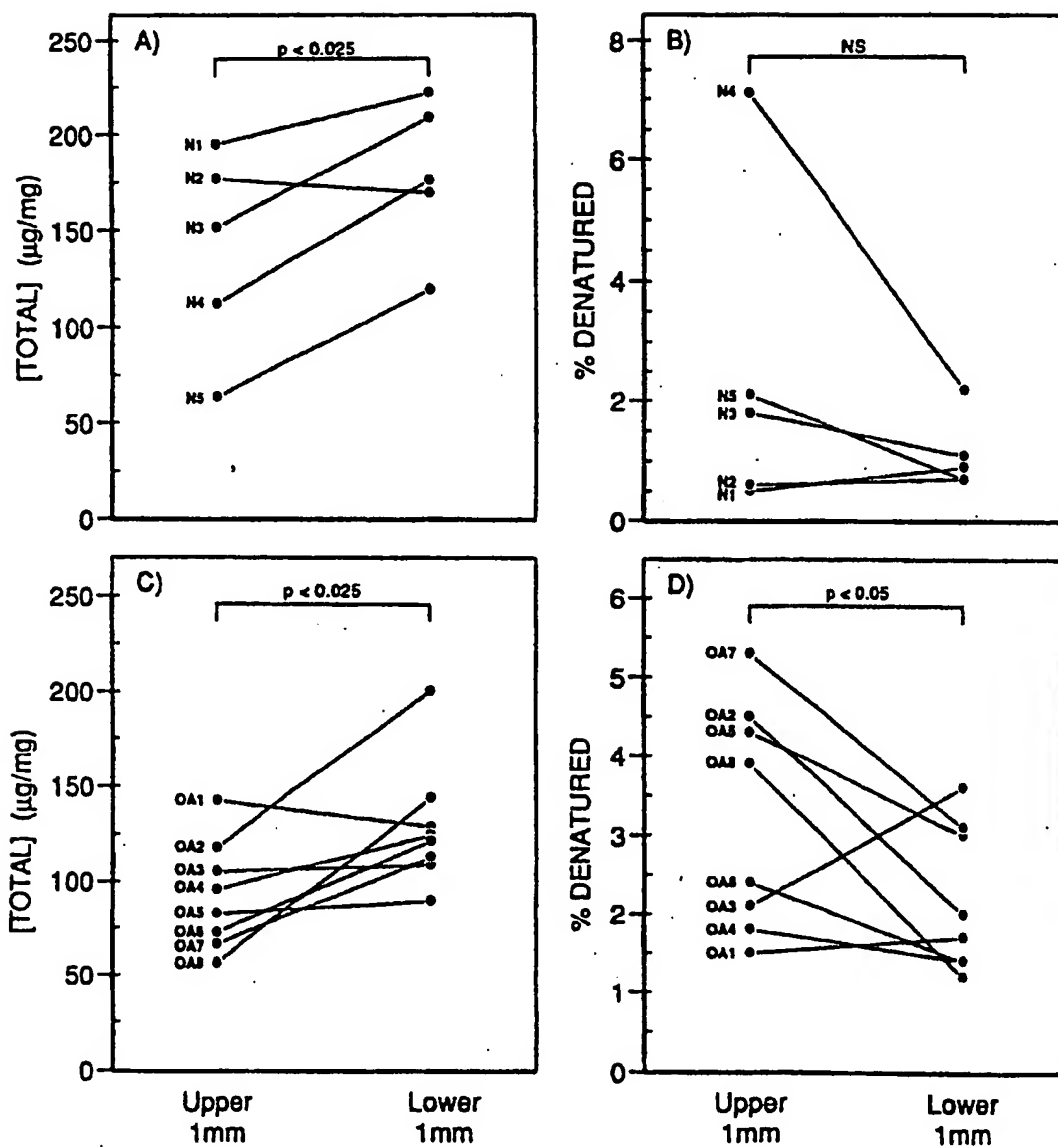 A)
p < 0.025
250
200
150
100
50
0
[TOTAL] (µg/mg)
N1
N2
N3
N4
N5
B)
NS
8
6
4
2
0
% DENATURED
N4
N5
N3
N2
N1
C)
p < 0.025
250
200
150
100
50
0
[TOTAL] (µg/mg)
OA1
OA2
OA3
OA4
OA5
OA6
OA7
OA8
Upper
1mm
Lower
1mm
D)
p < 0.05
6
5
4
3
2
1
0
% DENATURED
OA7
OA2
OA5
OA8
OA6
OA3
OA4
OA1
Upper
1mm
Lower
1mm